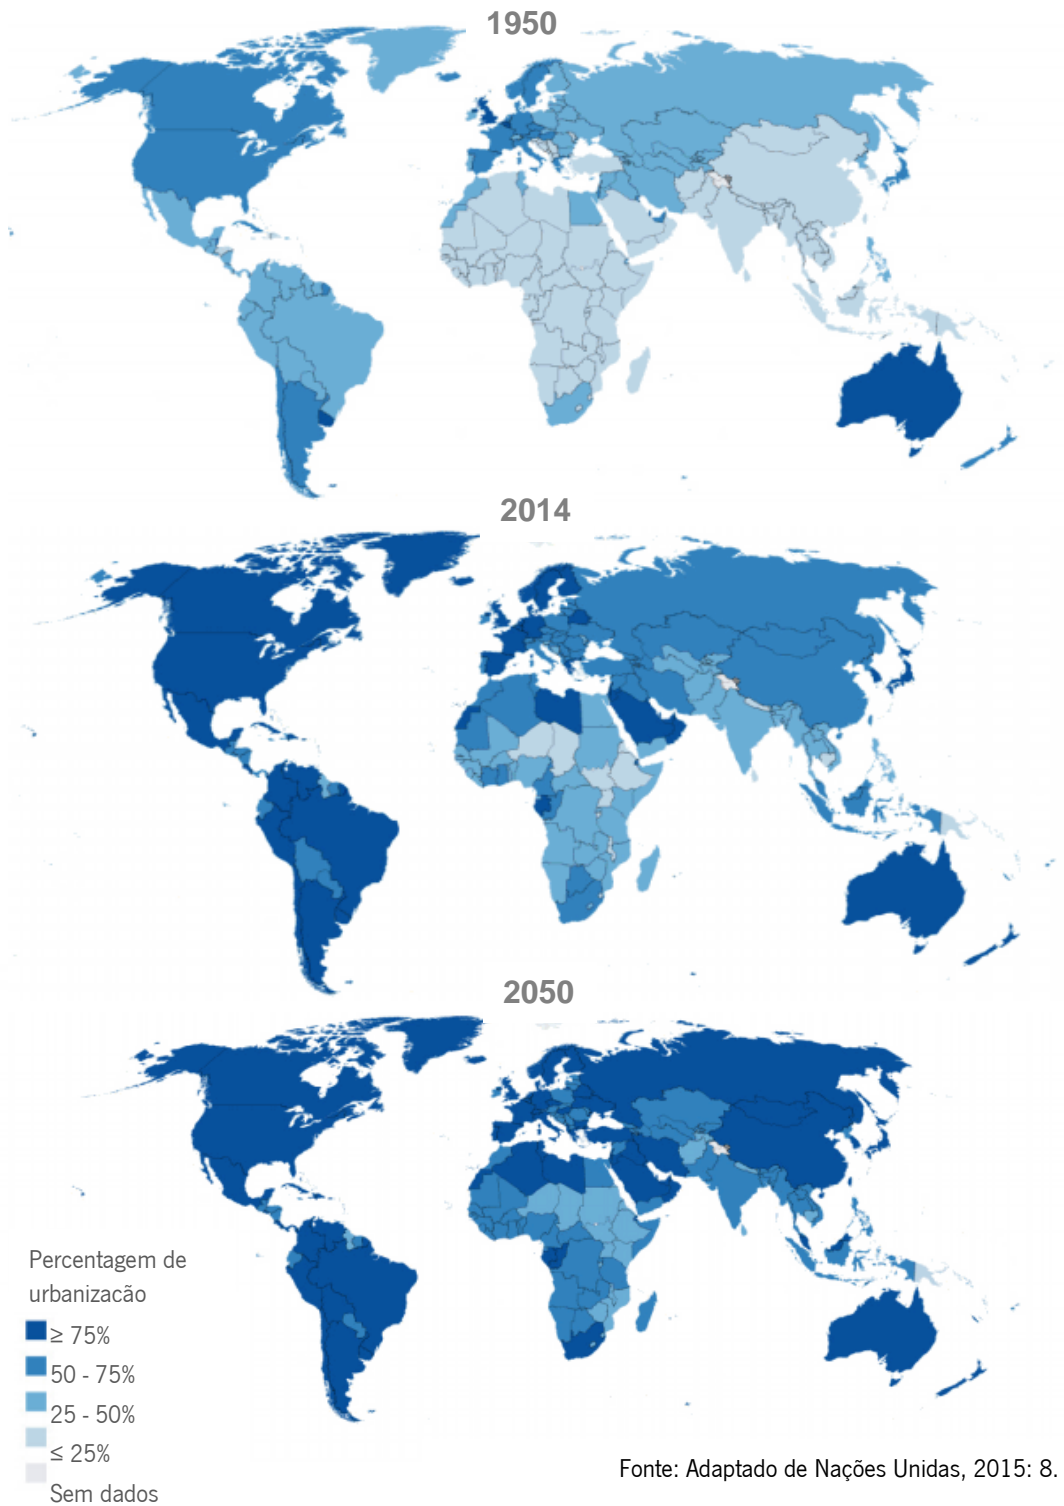 1950
2014
2050
Percentagem de
urbanizacão
≥ 75%
50 - 75%
25 - 50%
≤ 25%
Sem dados
Fonte: Adaptado de Nações Unidas, 2015: 8.